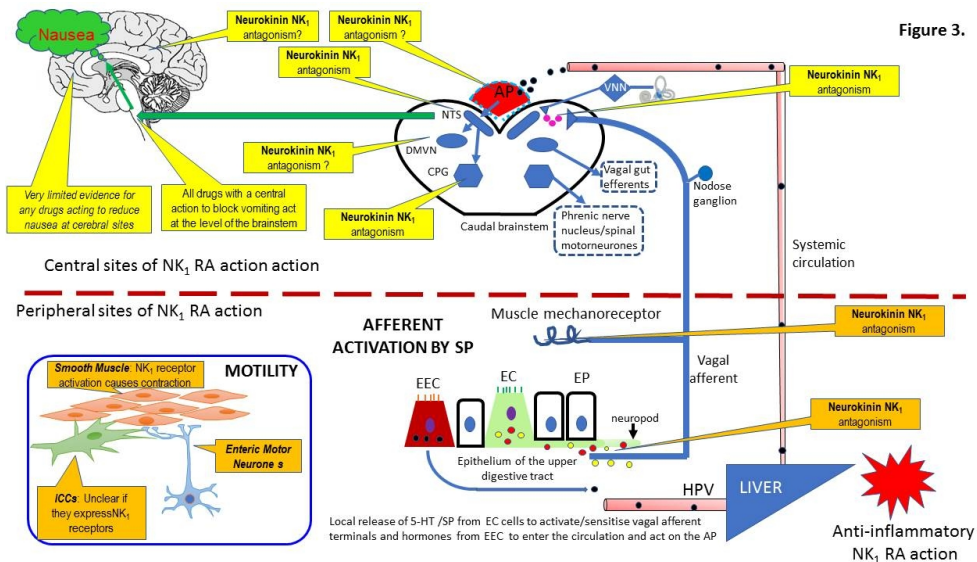 Figure 3.
Nausea
Neurokinin NK₁
antagonism?
Neurokinin NK₁
antagonism ?
Neurokinin NK₁
antagonism
AP
VNN
Neurokinin NK₁
antagonism
NTS
DMVN
CPG
Neurokinin NK₁
antagonism ?
Neurokinin NK₁
antagonism
Very limited evidence for
any drugs acting to reduce
nausea at cerebral sites
All drugs with a central
action to block vomiting act
at the level of the brainstem
Caudal brainstem
Vagal gut
efferents
Phrenic nerve
nucleus/spinal
motorneurones
Nodose
ganglion
Systemic
circulation
Central sites of NK₁ RA action action
Peripheral sites of NK₁ RA action
AFFERENT
ACTIVATION BY SP
Muscle mechanoreceptor
Neurokinin NK₁
antagonism
Vagal
afferent
MOTILITY
Smooth Muscle: NK₁ receptor
activation causes contraction
Enteric Motor
Neurone s
ICCs: Unclear if
they expressNK₁
receptors
EEC
EC
EP
neuropod
Neurokinin NK₁
antagonism
Epithelium of the upper
digestive tract
HPV
LIVER
Local release of 5-HT /SP from EC cells to activate/sensitise vagal afferent
terminals and hormones from EEC to enter the circulation and act on the AP
Anti-inflammatory
NK₁ RA action